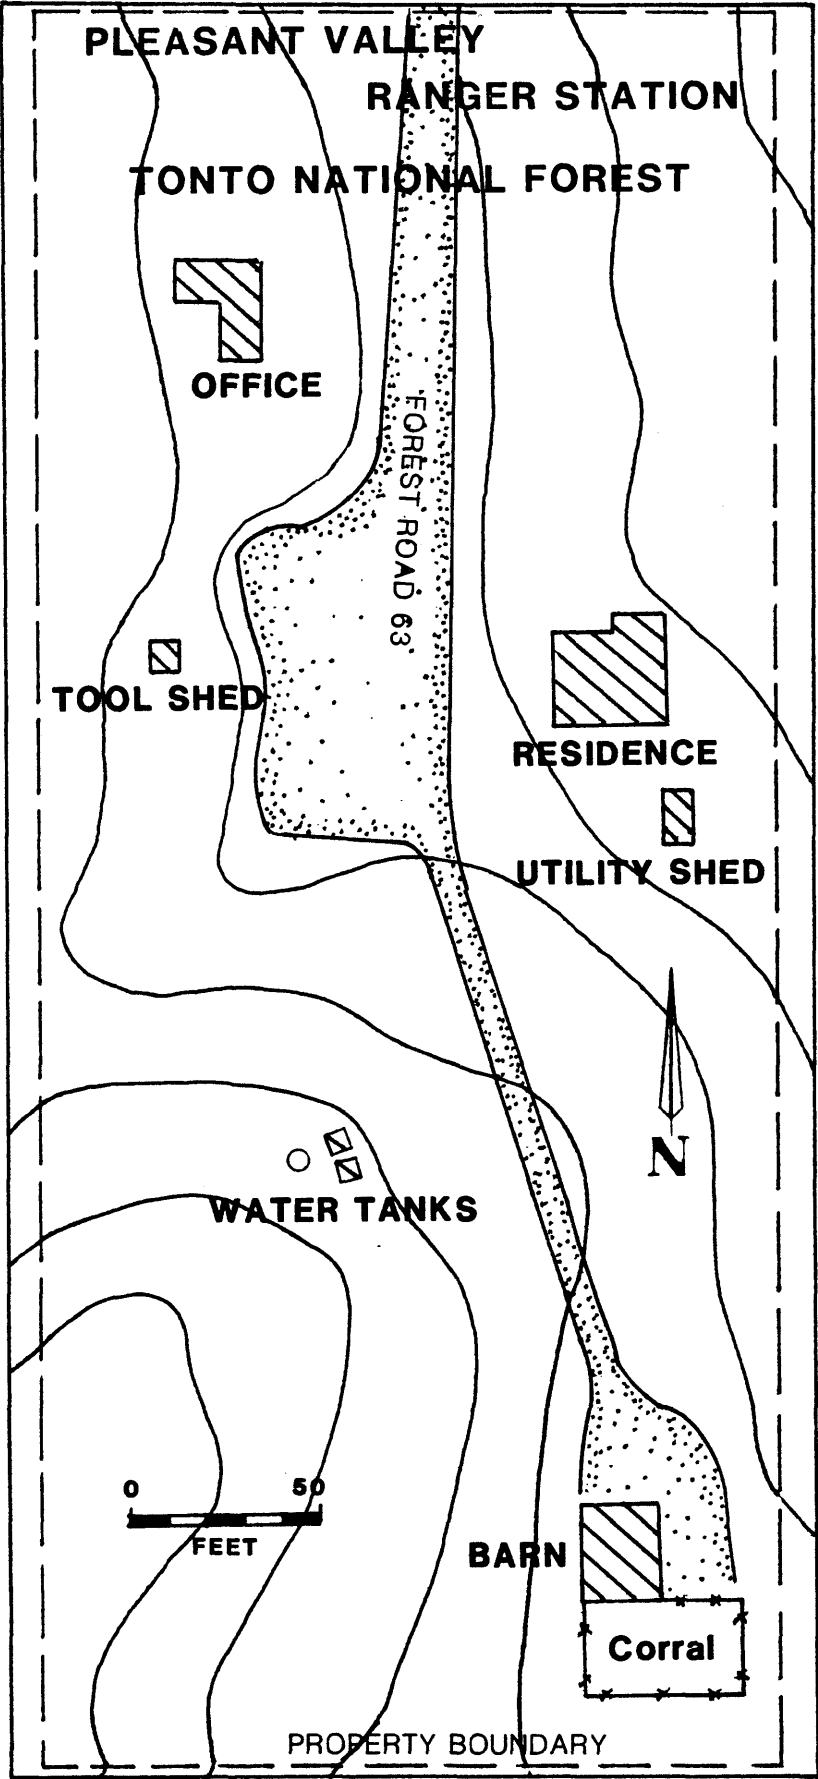 PLEASANT VALLEY
RANGER STATION
TONTO NATIONAL FOREST
OFFICE
FOREST ROAD 63
TOOL SHED
RESIDENCE
UTILITY SHED
N
WATER TANKS
0 50
FEET
BARN
Corral
PROPERTY BOUNDARY